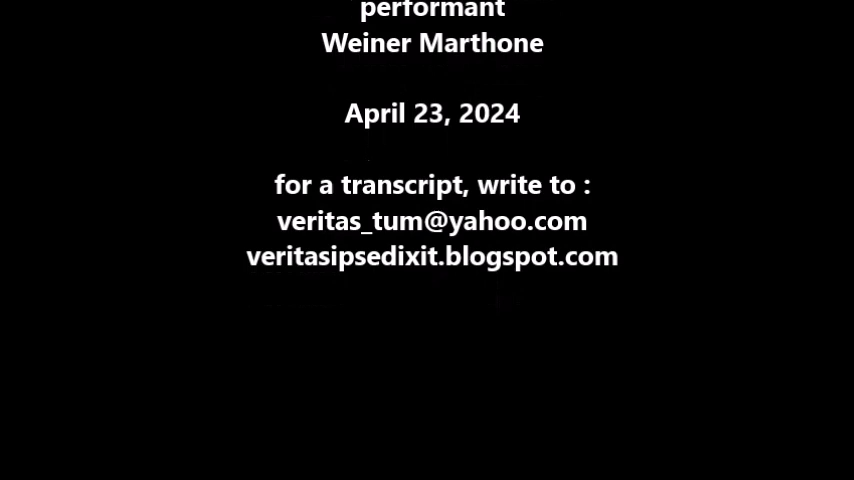 performant
Weiner Marthone
April 23, 2024
for a transcript, write to :
veritas_tum@yahoo.com
veritasipsedixit.blogspot.com